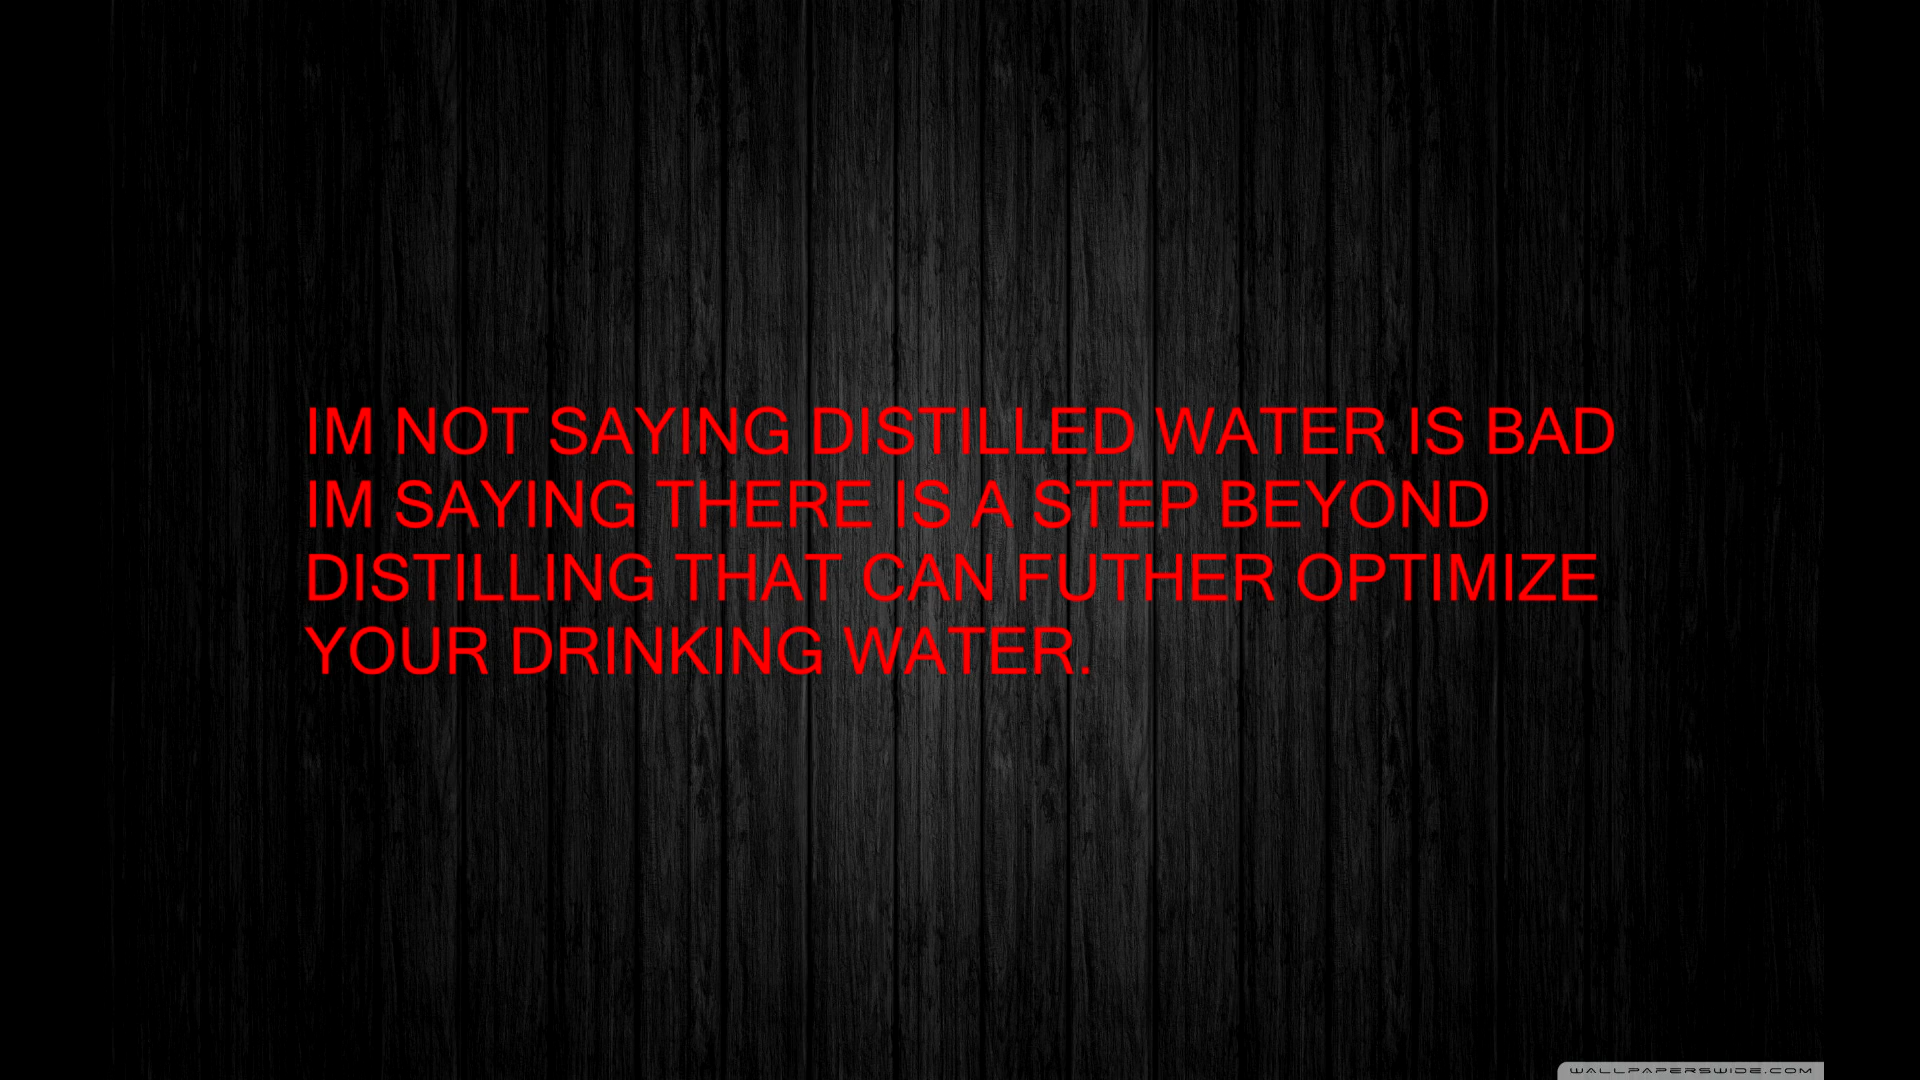 IM NOT SAYING DISTILLED WATER IS BAD
IM SAYING THERE IS A STEP BEYOND
DISTILLING THAT CAN FUTHER OPTIMIZE
YOUR DRINKING WATER.
WALLPAPERSWIDE.COM